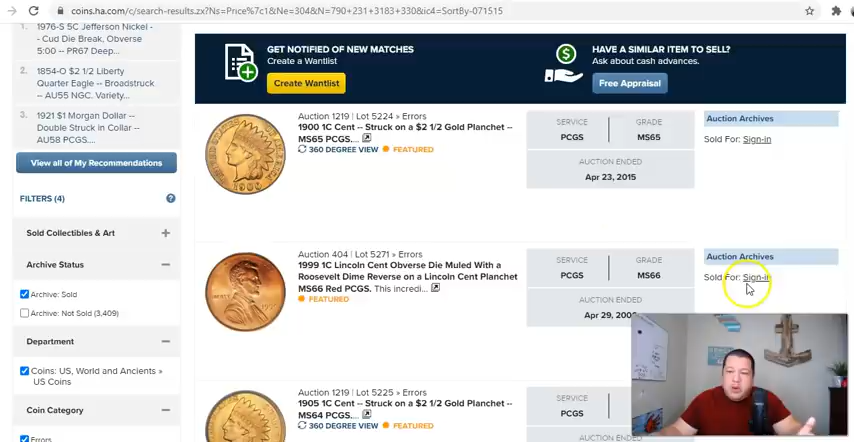 coins.ha.com/c/search-results.zx?Ns=Price%7c1&Ne=304&N=790+231+3183+330&ic4=SortBy-071515
1. 1976-S 5C Jefferson Nickel -
- Cud Die Break, Obverse
5:00 -- PR67 Deep...
2. 1854-O $2 1/2 Liberty
Quarter Eagle -- Broadstruck
-- AU55 NGC. Variety...
3. 1921 $1 Morgan Dollar --
Double Struck in Collar --
AU58 PCGS....
View all of My Recommendations
FILTERS (4)
?
Sold Collectibles & Art +
Archive Status –
Archive: Sold
Archive: Not Sold (3,409)
Department –
Coins: US, World and Ancients »
US Coins
Coin Category –
Errors
GET NOTIFIED OF NEW MATCHES
Create a Wantlist
Create Wantlist
HAVE A SIMILAR ITEM TO SELL?
Ask about cash advances.
Free Appraisal
Auction 1219 | Lot 5224 » Errors
1900 1C Cent -- Struck on a $2 1/2 Gold Planchet --
MS65 PCGS....
360 DEGREE VIEW FEATURED
SERVICE GRADE
PCGS MS65
AUCTION ENDED
Apr 23, 2015
Auction Archives
Sold For: Sign-in
1900
Auction 404 | Lot 5271 » Errors
1999 1C Lincoln Cent Obverse Die Muled With a
Roosevelt Dime Reverse on a Lincoln Cent Planchet
MS66 Red PCGS. This incredi...
FEATURED
SERVICE GRADE
PCGS MS66
AUCTION ENDED
Auction Archives
Sold For: Sign-in
Auction 1219 | Lot 5225 » Errors
1905 1C Cent -- Struck on a $2 1/2 Gold Planchet --
MS64 PCGS....
360 DEGREE VIEW FEATURED
SERVICE
PCGS